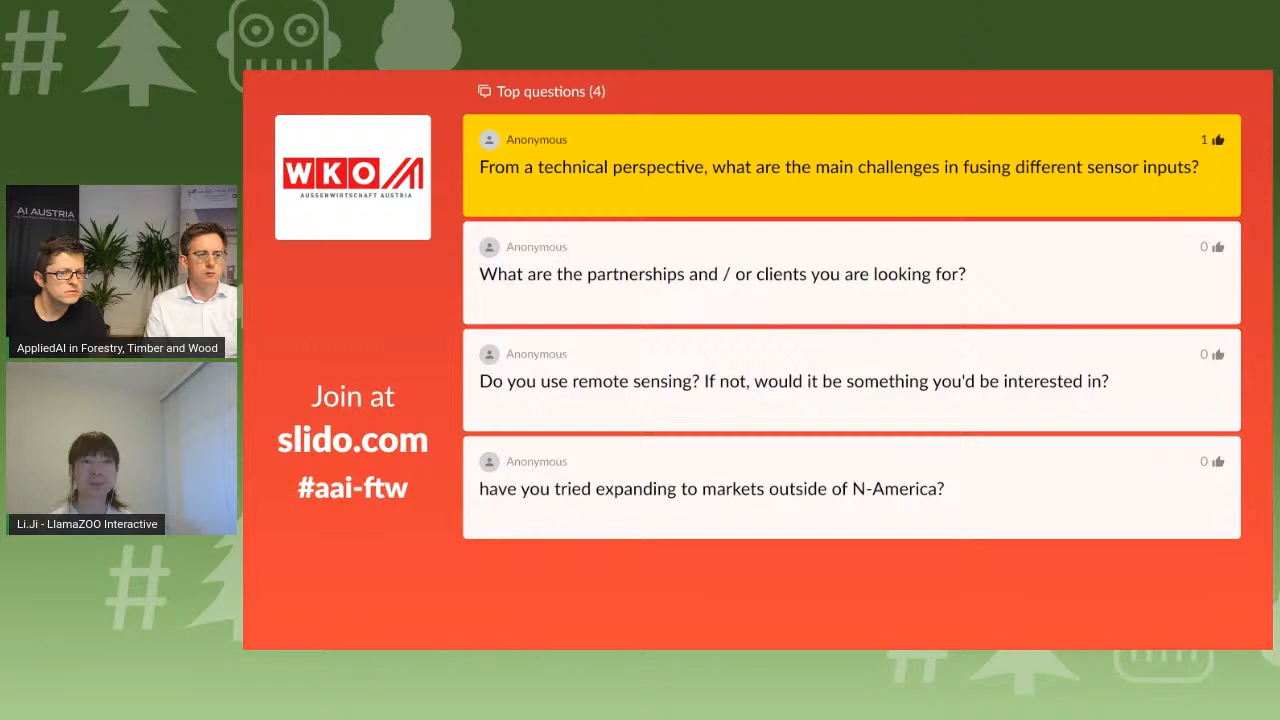 Top questions (4)
WKO
AUSSENWIRTSCHAFT AUSTRIA
Anonymous
1
From a technical perspective, what are the main challenges in fusing different sensor inputs?
Anonymous
0
What are the partnerships and / or clients you are looking for?
Anonymous
0
Do you use remote sensing? If not, would it be something you'd be interested in?
Anonymous
0
have you tried expanding to markets outside of N-America?
Join at
slido.com
#aai-ftw
AI AUSTRIA
AppliedAI in Forestry, Timber and Wood
Li.Ji - LlamaZOO Interactive